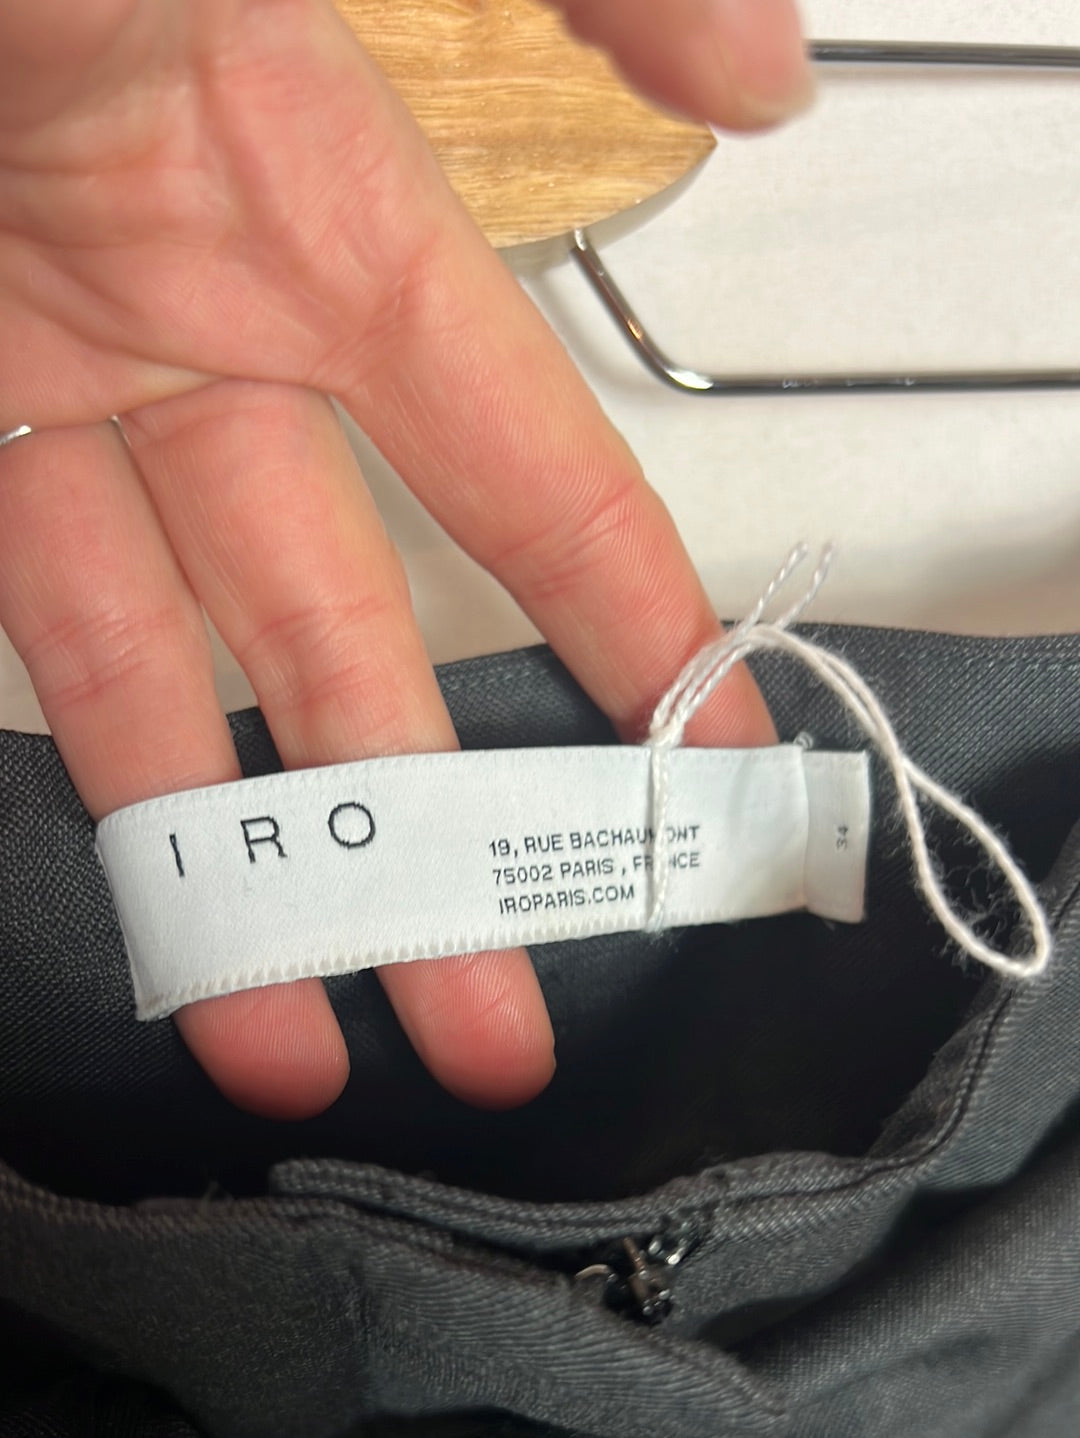 IRO
19, RUE BACHAUMONT
75002 PARIS , FRANCE
IROPARIS.COM
34